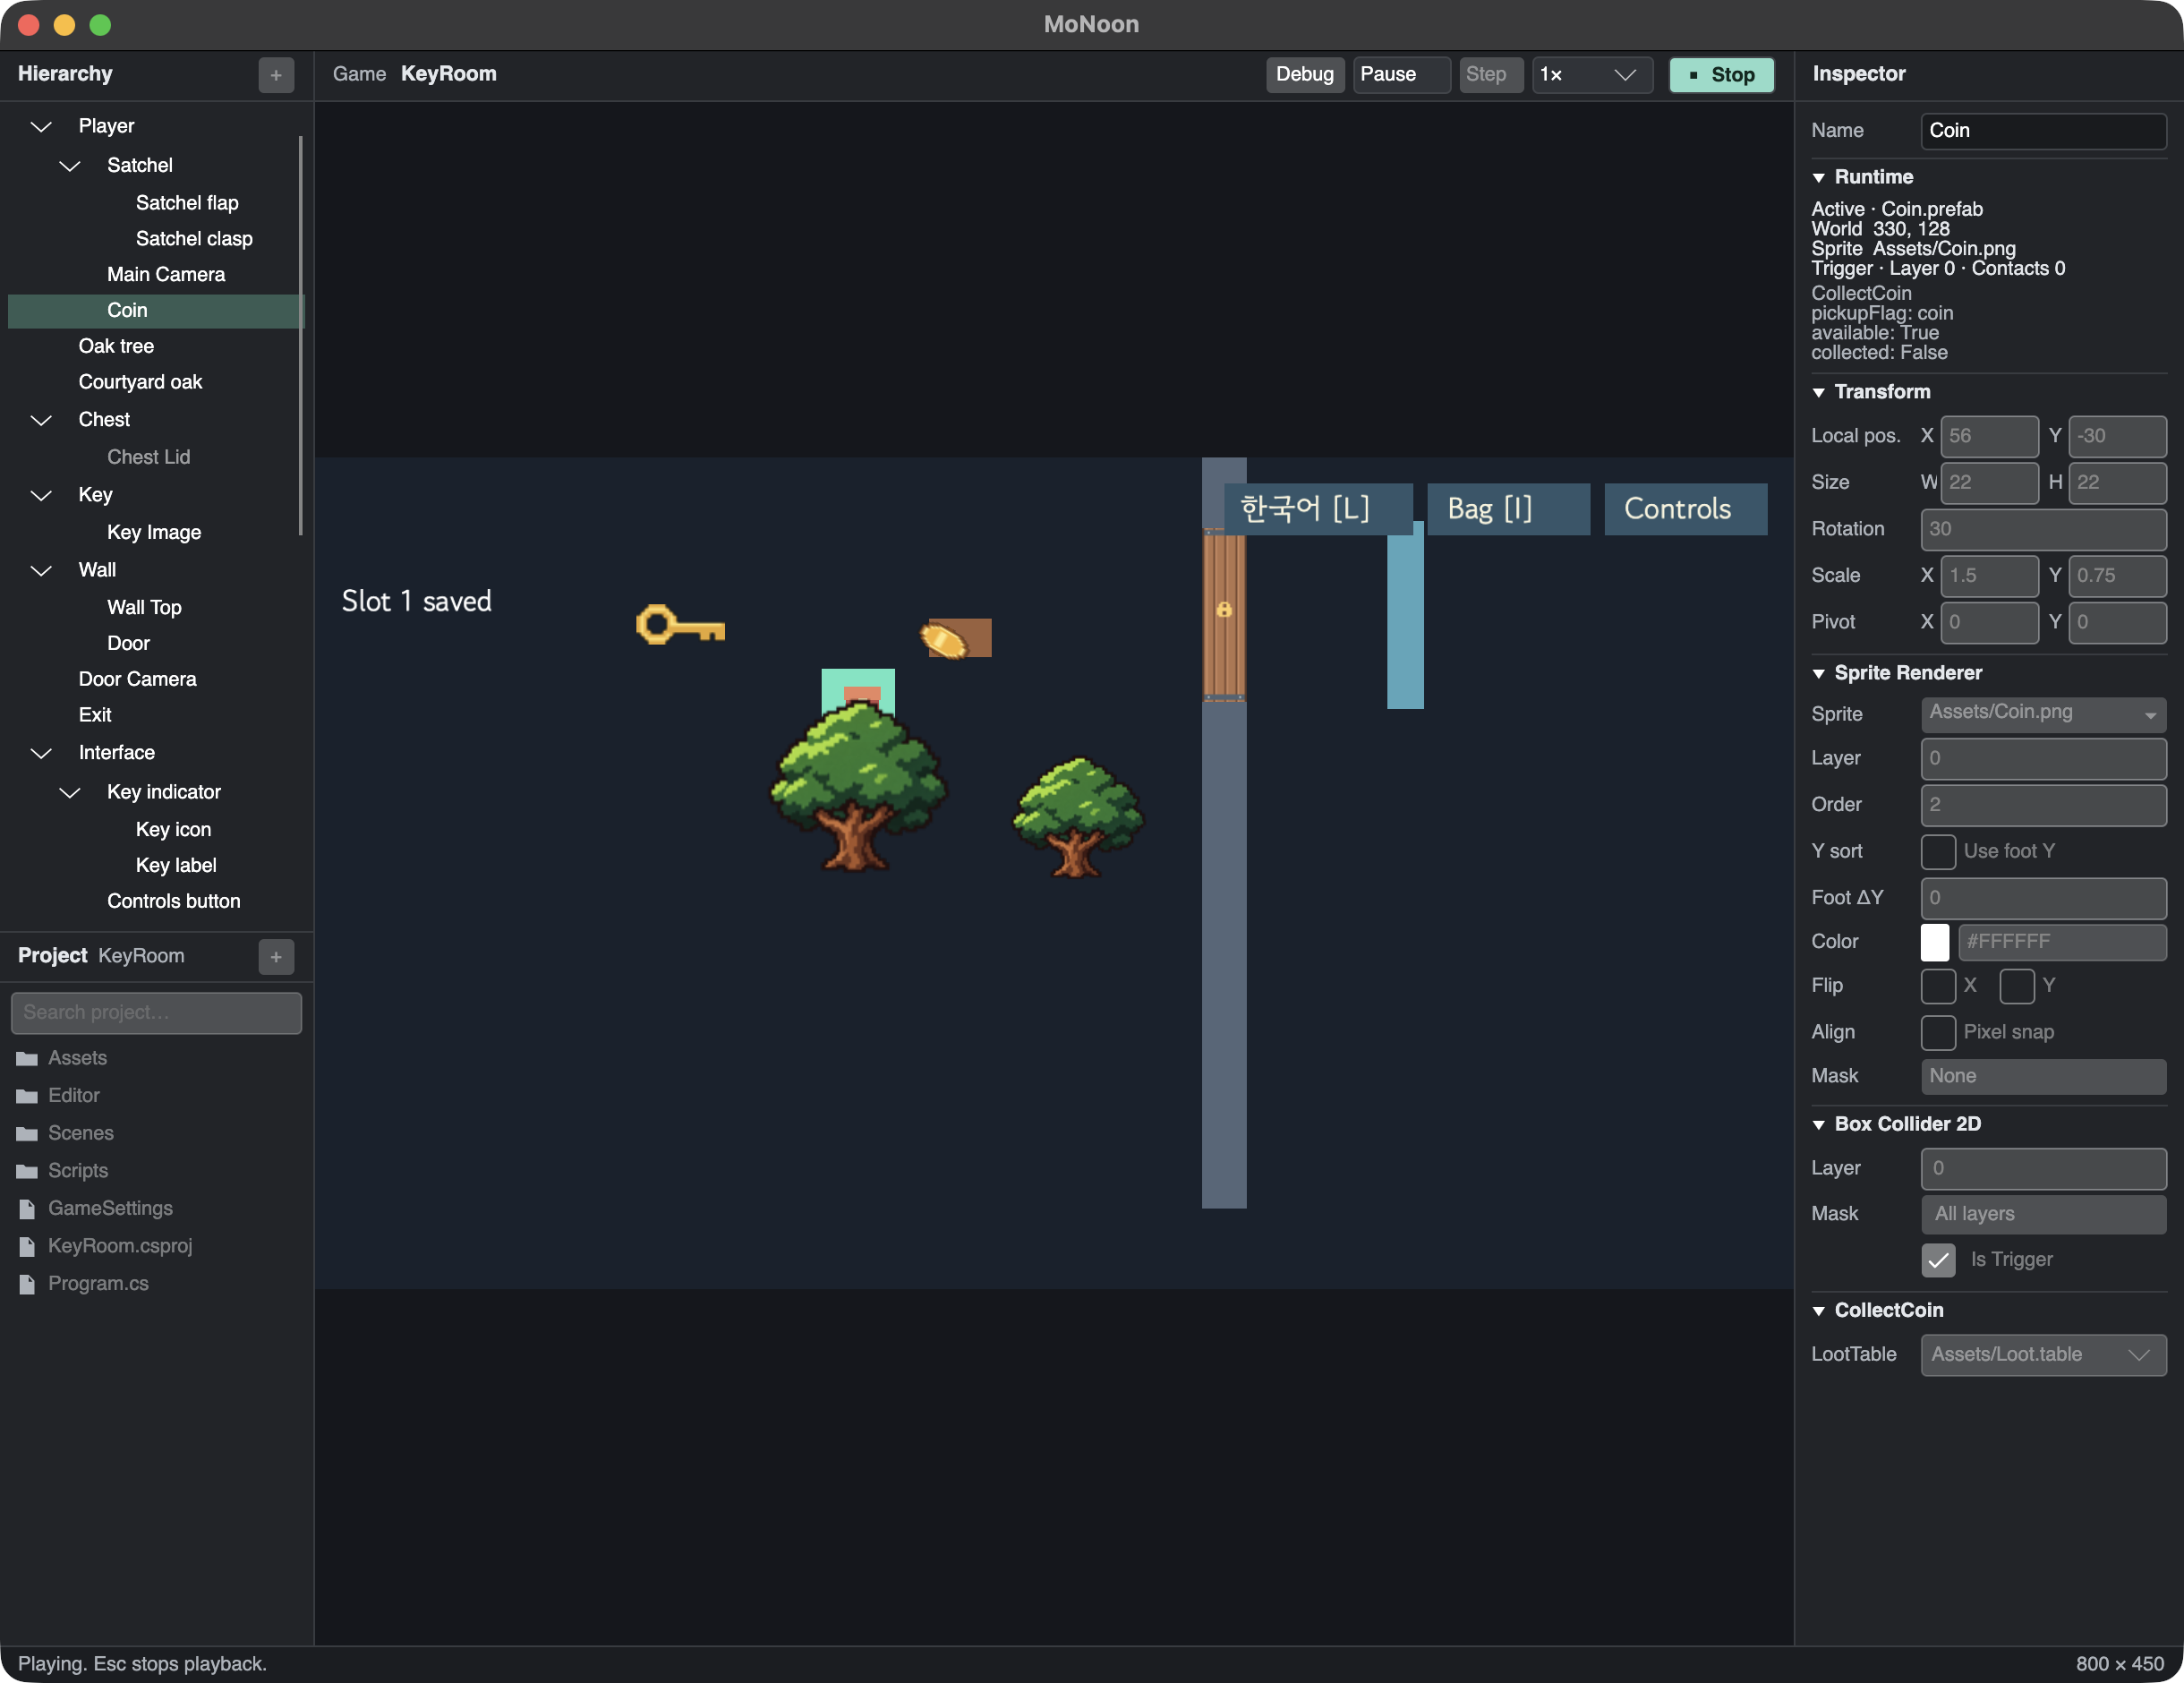 MoNoon
Hierarchy
+
Player
Satchel
Satchel flap
Satchel clasp
Main Camera
Coin
Oak tree
Courtyard oak
Chest
Chest Lid
Key
Key Image
Wall
Wall Top
Door
Door Camera
Exit
Interface
Key indicator
Key icon
Key label
Controls button
Project KeyRoom
+
Search project...
Assets
Editor
Scenes
Scripts
GameSettings
KeyRoom.csproj
Program.cs
Game KeyRoom
Debug Pause Step 1× Stop
한국어 [L] Bag [I] Controls
Slot 1 saved
Inspector
Name Coin
Runtime
Active · Coin.prefab
World 330, 128
Sprite Assets/Coin.png
Trigger · Layer 0 · Contacts 0
CollectCoin
pickupFlag: coin
available: True
collected: False
Transform
Local pos. X 56 Y -30
Size W 22 H 22
Rotation 30
Scale X 1.5 Y 0.75
Pivot X 0 Y 0
Sprite Renderer
Sprite Assets/Coin.png
Layer 0
Order 2
Y sort Use foot Y
Foot ΔY 0
Color #FFFFFF
Flip X Y
Align Pixel snap
Mask None
Box Collider 2D
Layer 0
Mask All layers
Is Trigger
CollectCoin
LootTable Assets/Loot.table
Playing. Esc stops playback.
800 × 450